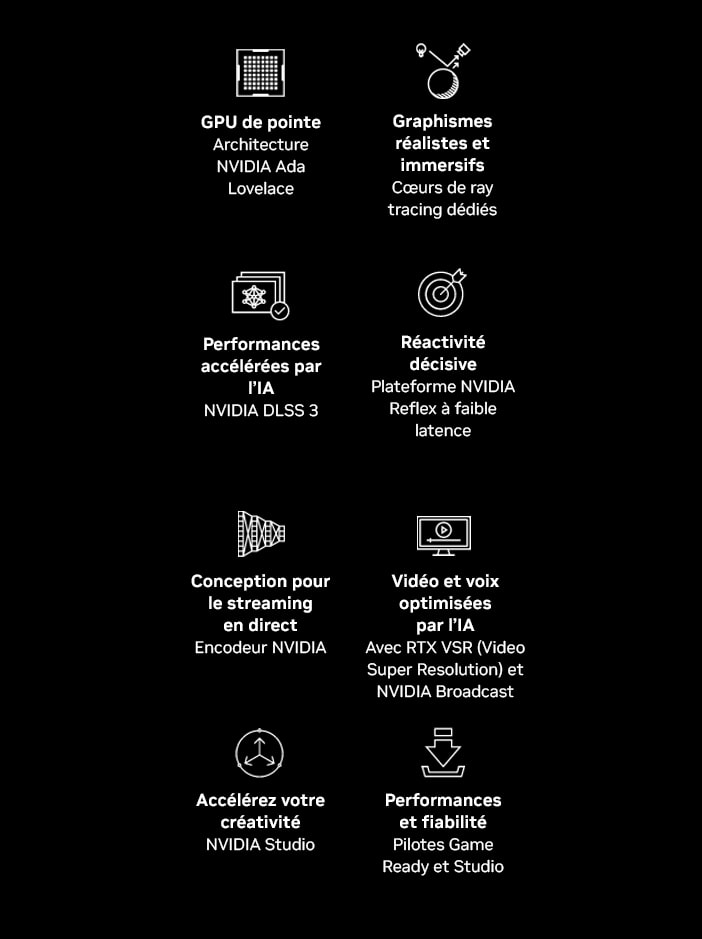 GPU de pointe
Architecture
NVIDIA Ada
Lovelace
Graphismes
réalistes et
immersifs
Cœurs de ray
tracing dédiés
Performances
accélérées par
l’IA
NVIDIA DLSS 3
Réactivité
décisive
Plateforme NVIDIA
Reflex à faible
latence
Conception pour
le streaming
en direct
Encodeur NVIDIA
Vidéo et voix
optimisées
par l’IA
Avec RTX VSR (Video
Super Resolution) et
NVIDIA Broadcast
Accélérez votre
créativité
NVIDIA Studio
Performances
et fiabilité
Pilotes Game
Ready et Studio